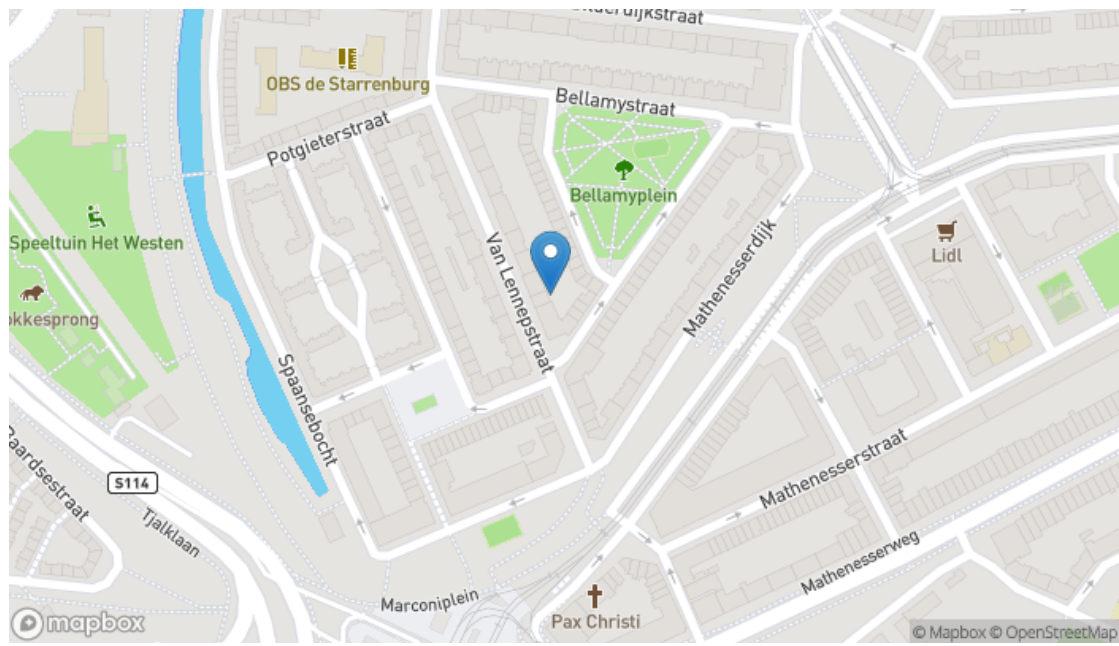 OBS de Starrenburg
Bellamystraat
Potgieterstraat
Bellamyplein
Speeltuin Het Westen
Van Lennepstraat
Mathenesserdijk
Lidl
Spaansebocht
S114
Tjalklaan
Mathenesserstraat
Mathenesserweg
Marconiplein
Pax Christi
mapbox
© Mapbox © OpenStreetMap